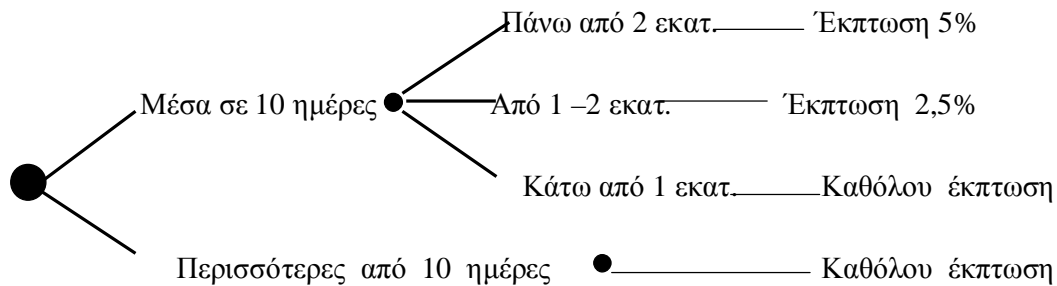 Πάνω από 2 εκατ. Έκπτωση 5%
Μέσα σε 10 ημέρες Από 1 –2 εκατ. Έκπτωση 2,5%
Κάτω από 1 εκατ. Καθόλου έκπτωση
Περισσότερες από 10 ημέρες Καθόλου έκπτωση